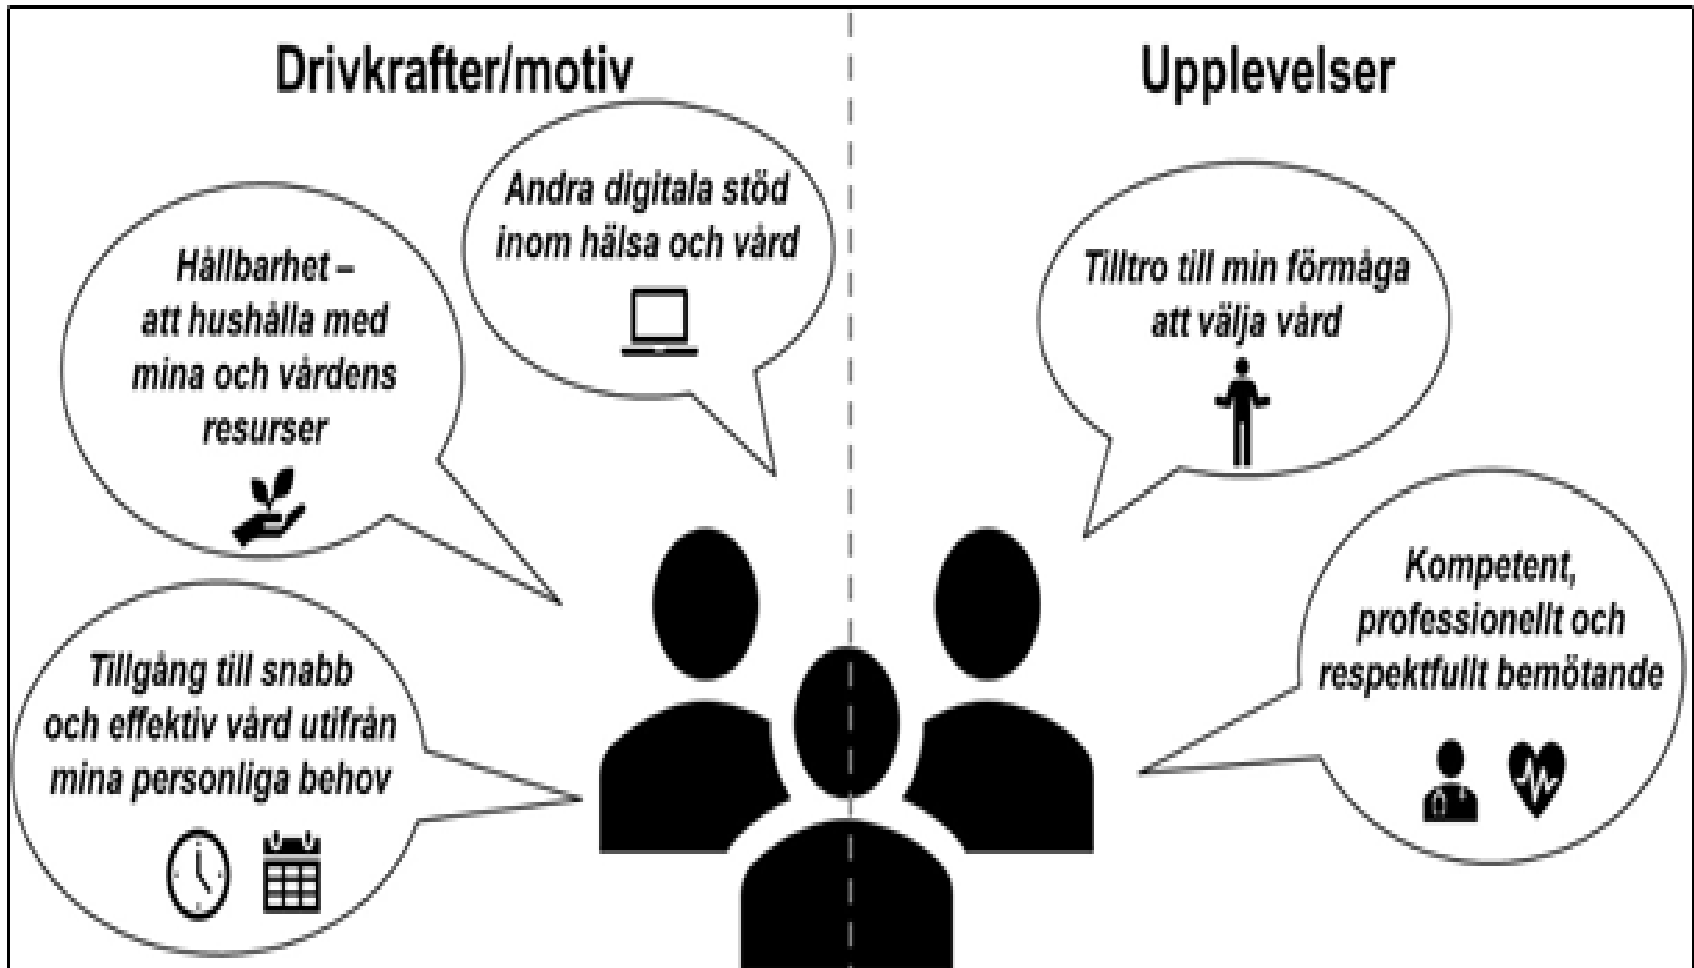 Drivkrafter/motiv
Andra digitala stöd
inom hälsa och vård
Hållbarhet –
att hushålla med
mina och vårdens
resurser
Tillgång till snabb
och effektiv vård utifrån
mina personliga behov
Upplevelser
Tilltro till min förmåga
att välja vård
Kompetent,
professionellt och
respektfullt bemötande